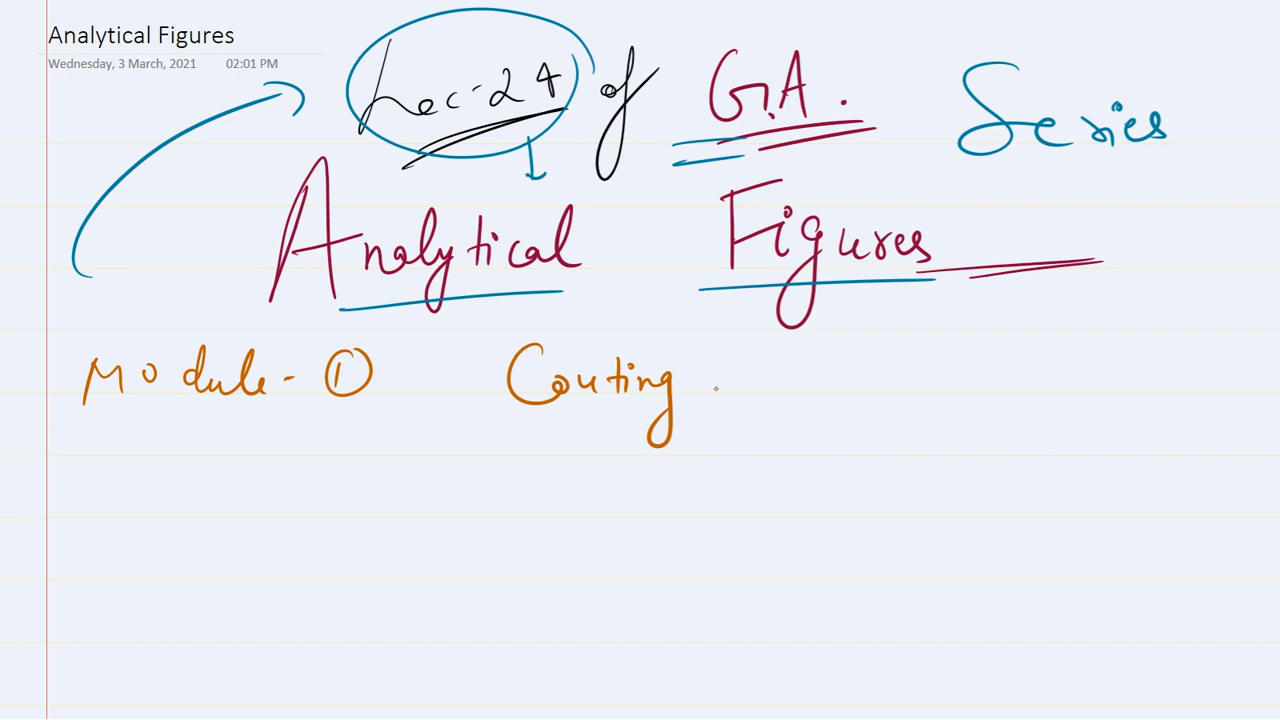 Analytical Figures
Wednesday, 3 March, 2021 02:01 PM
Lec-24 of G.A. Series
Analytical Figures
Module - ① Couting